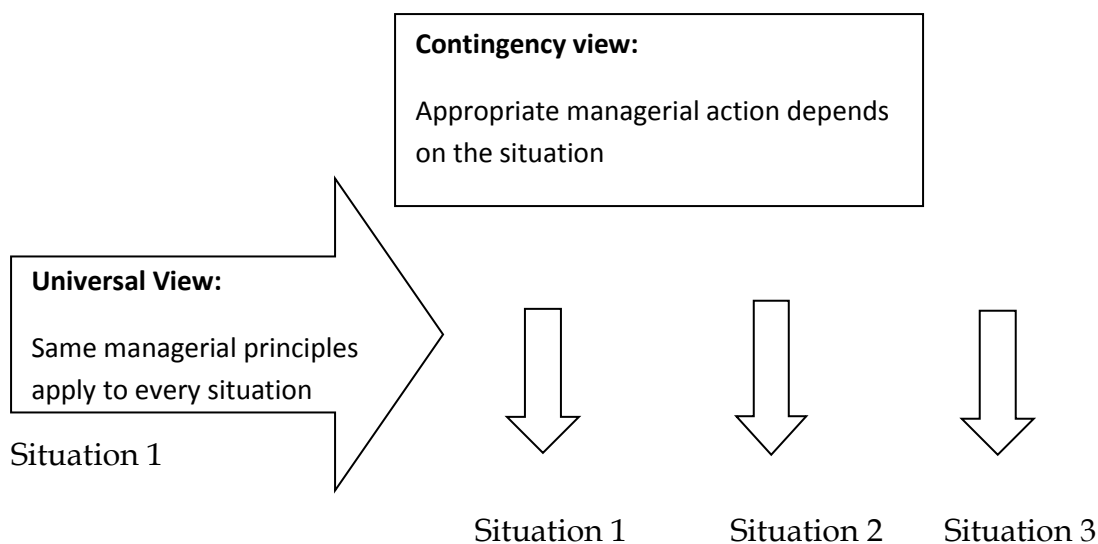 Contingency view:
Appropriate managerial action depends
on the situation
Universal View:
Same managerial principles
apply to every situation
Situation 1
Situation 1
Situation 2
Situation 3